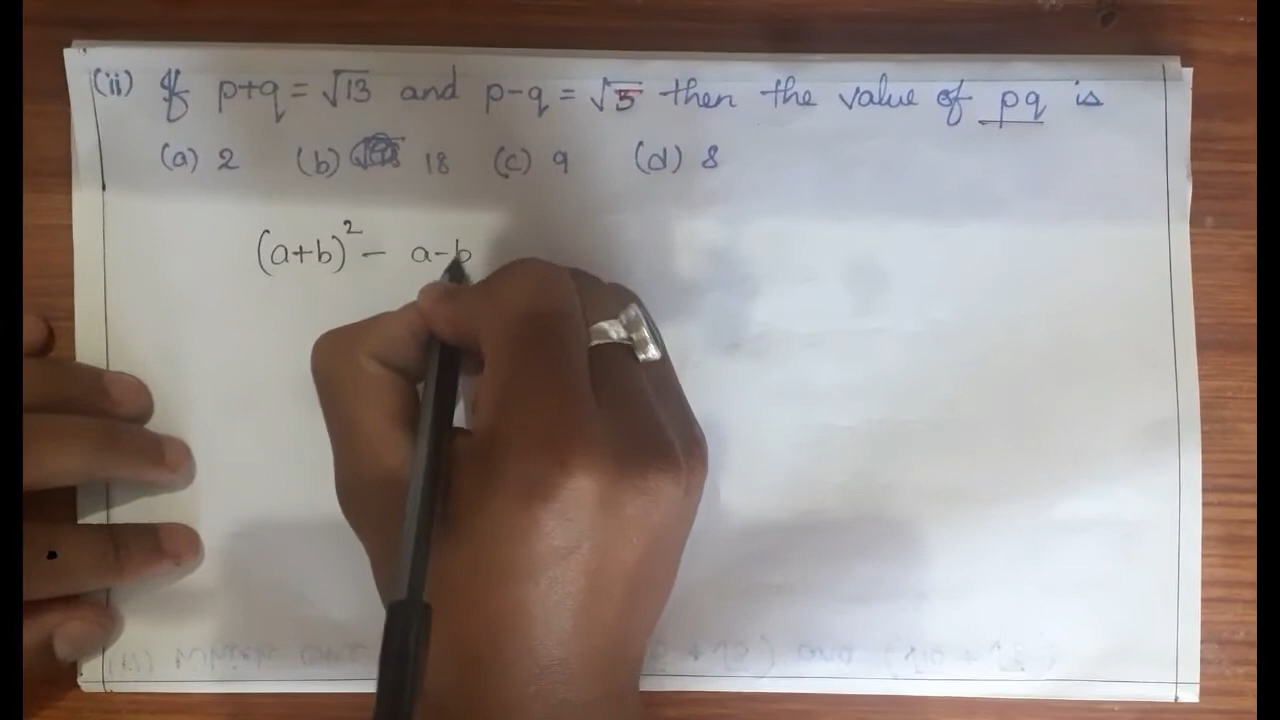 (ii) If p+q = √13 and p-q = √5 then the value of pq is
(a) 2 (b) 18 (c) 9 (d) 8
(a+b)² - a-b